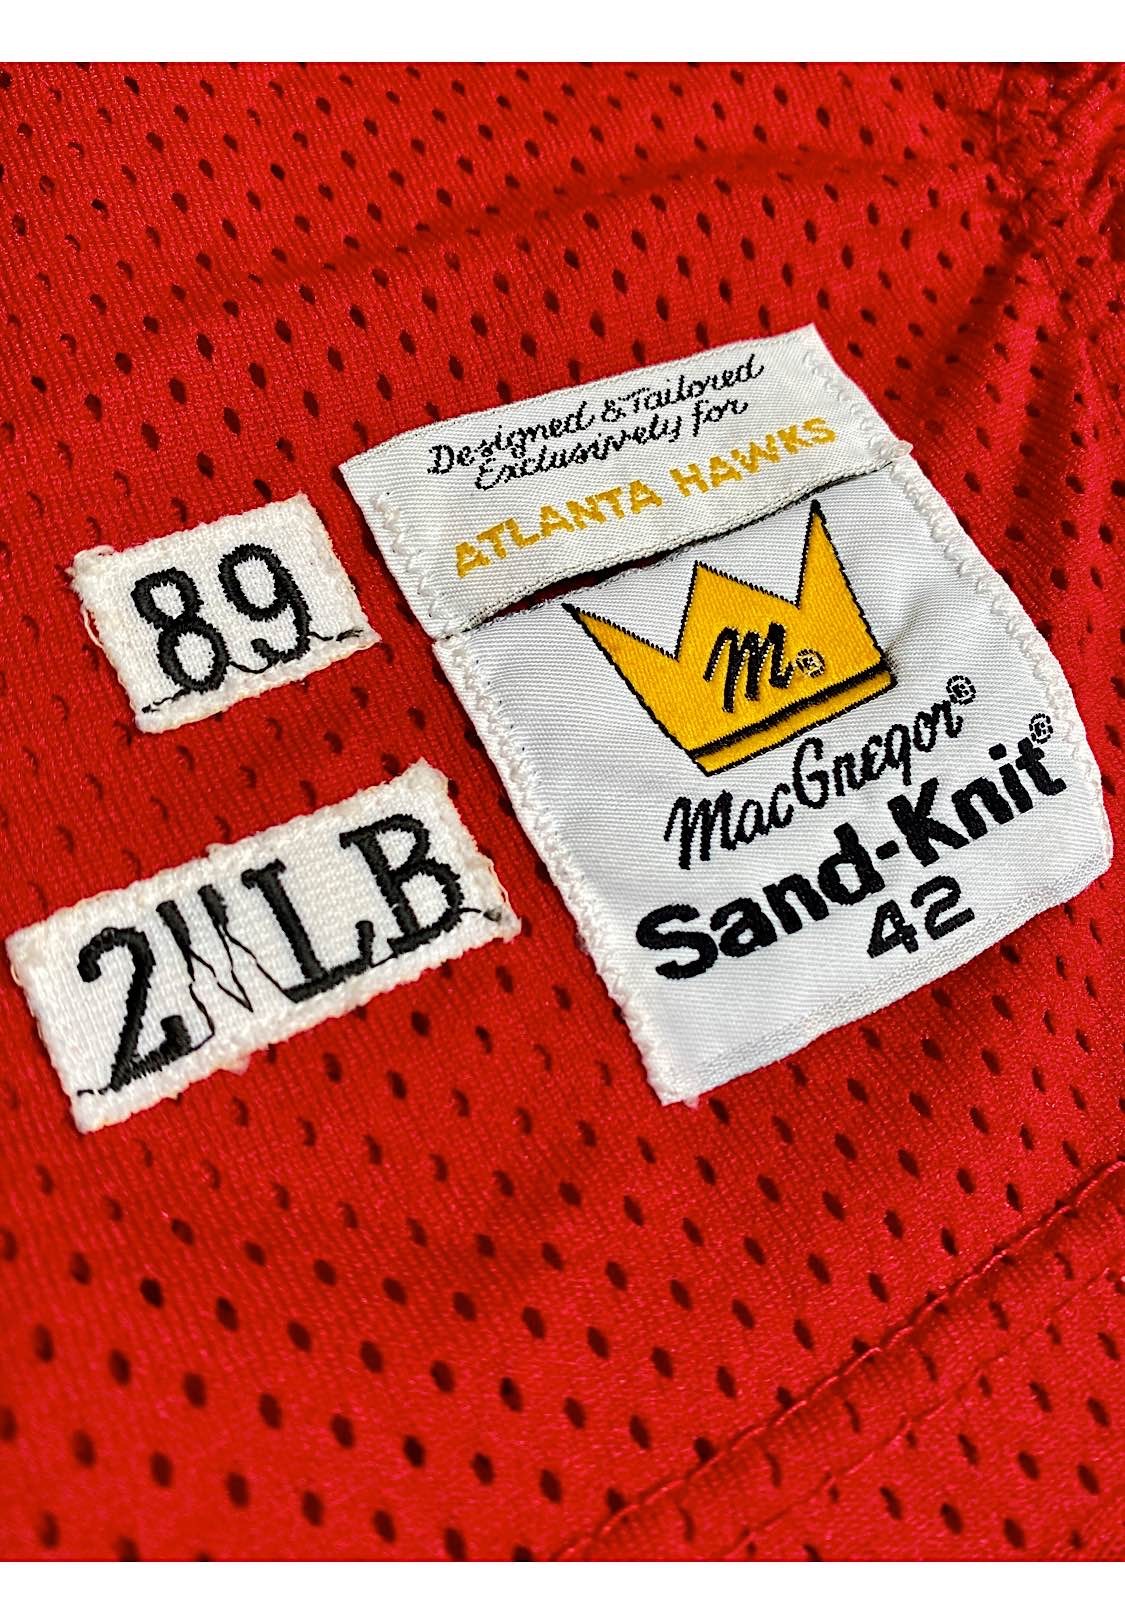 Designed & Tailored
Exclusively for
ATLANTA HAWKS
M®
MacGregor®
Sand-Knit®
42
89
2"LB